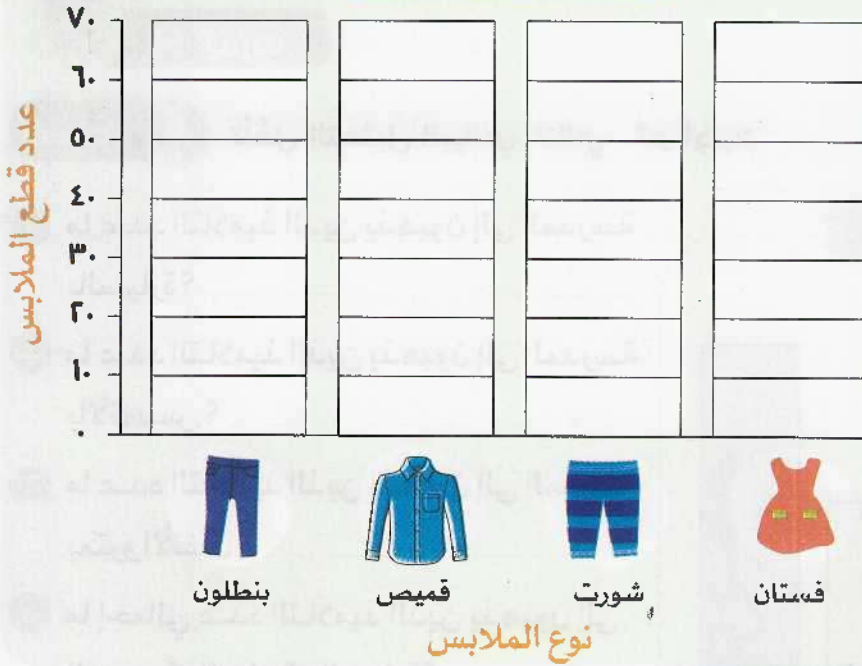 عدد قطع الملابس
٧٠
٦٠
٥٠
٤٠
٣٠
٢٠
١٠
٠
فستان
شورت
قميص
بنطلون
نوع الملابس